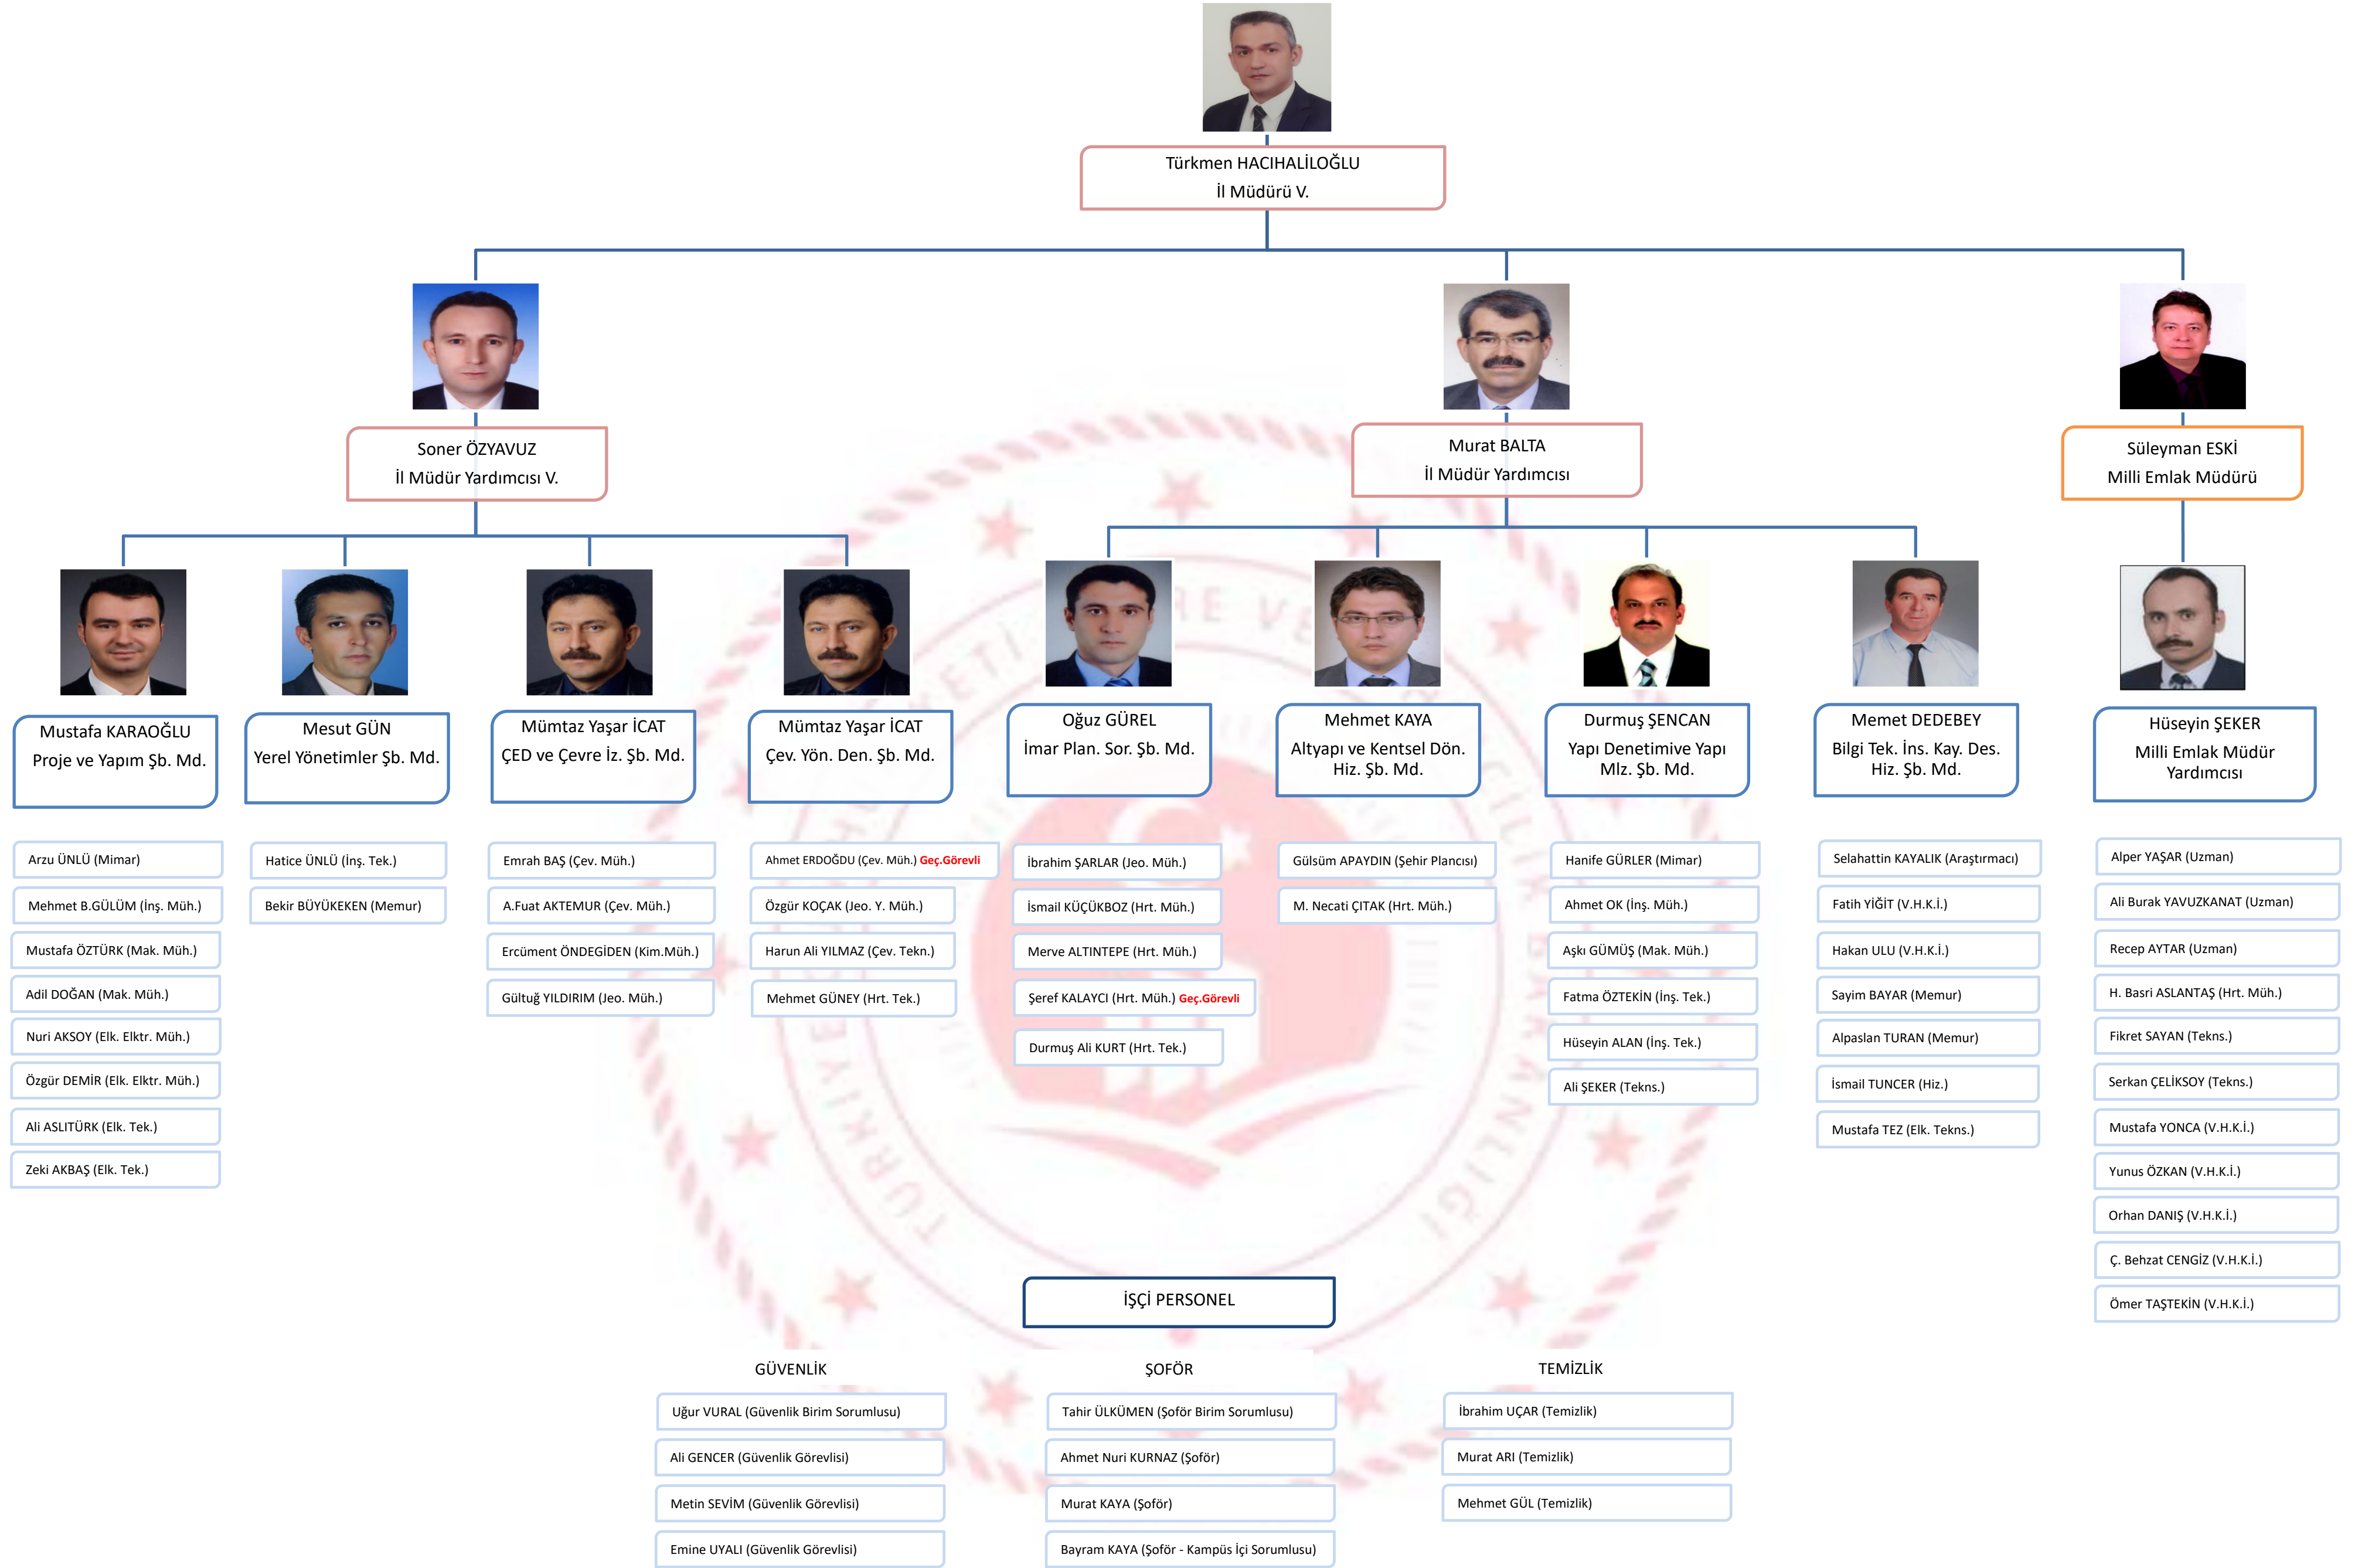 Türkmen HACIHALİLOĞLU
İl Müdürü V.
Soner ÖZYAVUZ
İl Müdür Yardımcısı V.
Murat BALTA
İl Müdür Yardımcısı
Süleyman ESKİ
Milli Emlak Müdürü
Mustafa KARAOĞLU
Proje ve Yapım Şb. Md.
Mesut GÜN
Yerel Yönetimler Şb. Md.
Mümtaz Yaşar İCAT
ÇED ve Çevre İz. Şb. Md.
Mümtaz Yaşar İCAT
Çev. Yön. Den. Şb. Md.
Oğuz GÜREL
İmar Plan. Sor. Şb. Md.
Mehmet KAYA
Altyapı ve Kentsel Dön.
Hiz. Şb. Md.
Durmuş ŞENCAN
Yapı Denetimive Yapı
Mlz. Şb. Md.
Memet DEDEBEY
Bilgi Tek. İns. Kay. Des.
Hiz. Şb. Md.
Hüseyin ŞEKER
Milli Emlak Müdür
Yardımcısı
Arzu ÜNLÜ (Mimar)
Mehmet B.GÜLÜM (İnş. Müh.)
Mustafa ÖZTÜRK (Mak. Müh.)
Adil DOĞAN (Mak. Müh.)
Nuri AKSOY (Elk. Elktr. Müh.)
Özgür DEMİR (Elk. Elktr. Müh.)
Ali ASLITÜRK (Elk. Tek.)
Zeki AKBAŞ (Elk. Tek.)
Hatice ÜNLÜ (İnş. Tek.)
Bekir BÜYÜKEKEN (Memur)
Emrah BAŞ (Çev. Müh.)
A.Fuat AKTEMUR (Çev. Müh.)
Ercüment ÖNDEGİDEN (Kim.Müh.)
Gültuğ YILDIRIM (Jeo. Müh.)
Ahmet ERDOĞDU (Çev. Müh.) Geç.Görevli
Özgür KOÇAK (Jeo. Y. Müh.)
Harun Ali YILMAZ (Çev. Tekn.)
Mehmet GÜNEY (Hrt. Tek.)
İbrahim ŞARLAR (Jeo. Müh.)
İsmail KÜÇÜKBOZ (Hrt. Müh.)
Merve ALTINTEPE (Hrt. Müh.)
Şeref KALAYCI (Hrt. Müh.) Geç.Görevli
Durmuş Ali KURT (Hrt. Tek.)
Gülsüm APAYDIN (Şehir Plancısı)
M. Necati ÇITAK (Hrt. Müh.)
Hanife GÜRLER (Mimar)
Ahmet OK (İnş. Müh.)
Aşkı GÜMÜŞ (Mak. Müh.)
Fatma ÖZTEKİN (İnş. Tek.)
Hüseyin ALAN (İnş. Tek.)
Ali ŞEKER (Tekns.)
Selahattin KAYALIK (Araştırmacı)
Fatih YİĞİT (V.H.K.İ.)
Hakan ULU (V.H.K.İ.)
Sayim BAYAR (Memur)
Alpaslan TURAN (Memur)
İsmail TUNCER (Hiz.)
Mustafa TEZ (Elk. Tekns.)
Alper YAŞAR (Uzman)
Ali Burak YAVUZKANAT (Uzman)
Recep AYTAR (Uzman)
H. Basri ASLANTAŞ (Hrt. Müh.)
Fikret SAYAN (Tekns.)
Serkan ÇELİKSOY (Tekns.)
Mustafa YONCA (V.H.K.İ.)
Yunus ÖZKAN (V.H.K.İ.)
Orhan DANIŞ (V.H.K.İ.)
Ç. Behzat CENGİZ (V.H.K.İ.)
Ömer TAŞTEKİN (V.H.K.İ.)
İŞÇİ PERSONEL
GÜVENLİK
Uğur VURAL (Güvenlik Birim Sorumlusu)
Ali GENCER (Güvenlik Görevlisi)
Metin SEVİM (Güvenlik Görevlisi)
Emine UYALI (Güvenlik Görevlisi)
ŞOFÖR
Tahir ÜLKÜMEN (Şoför Birim Sorumlusu)
Ahmet Nuri KURNAZ (Şoför)
Murat KAYA (Şoför)
Bayram KAYA (Şoför - Kampüs İçi Sorumlusu)
TEMİZLİK
İbrahim UÇAR (Temizlik)
Murat ARI (Temizlik)
Mehmet GÜL (Temizlik)